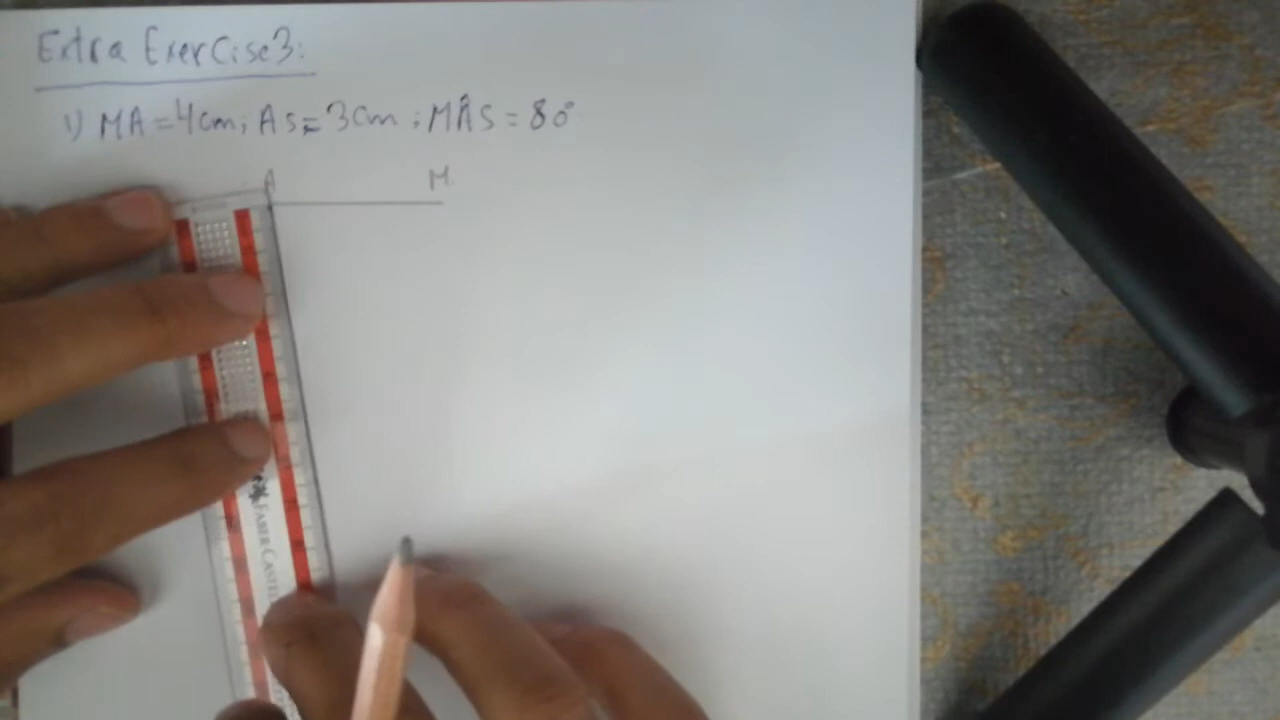 Extra Exercise3:
1) MA=4cm; AS=3cm; MÂS = 80°
A M
FABER CASTELL